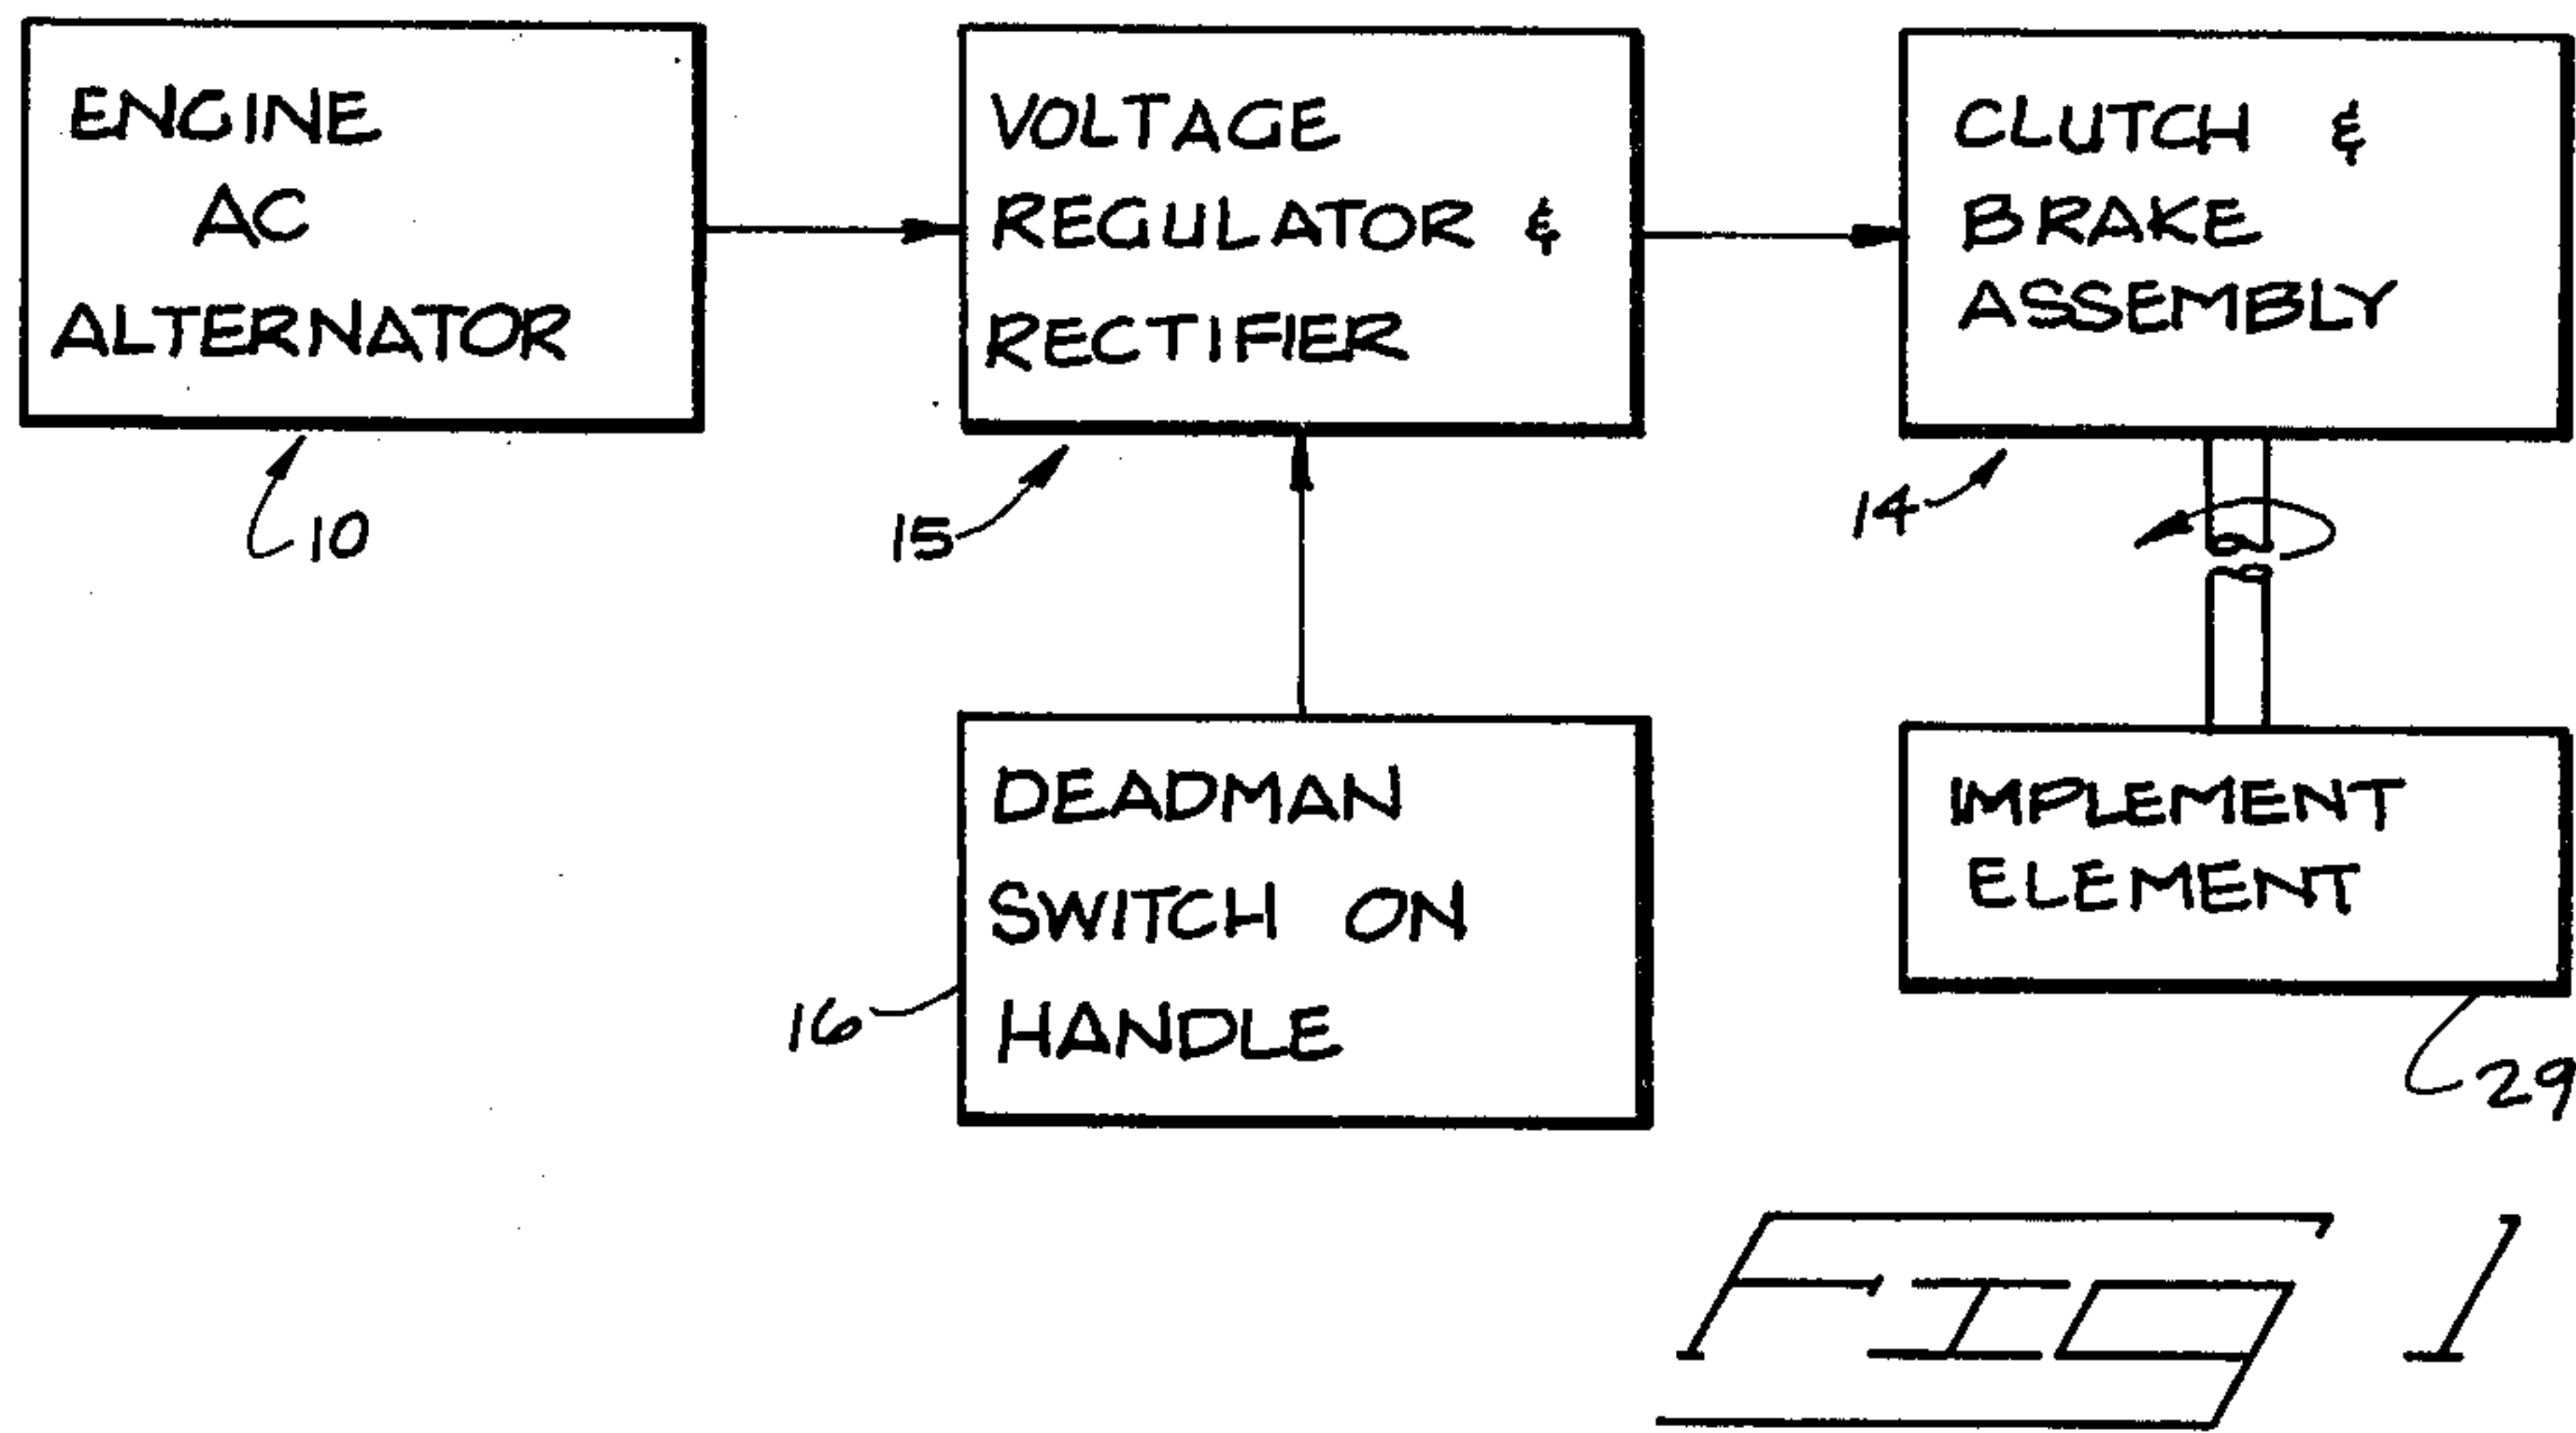 ENGINE
AC
ALTERNATOR
10
VOLTAGE
REGULATOR &
RECTIFIER
15
CLUTCH &
BRAKE
ASSEMBLY
14
DEADMAN
SWITCH ON
HANDLE
16
IMPLEMENT
ELEMENT
29
FIG 1